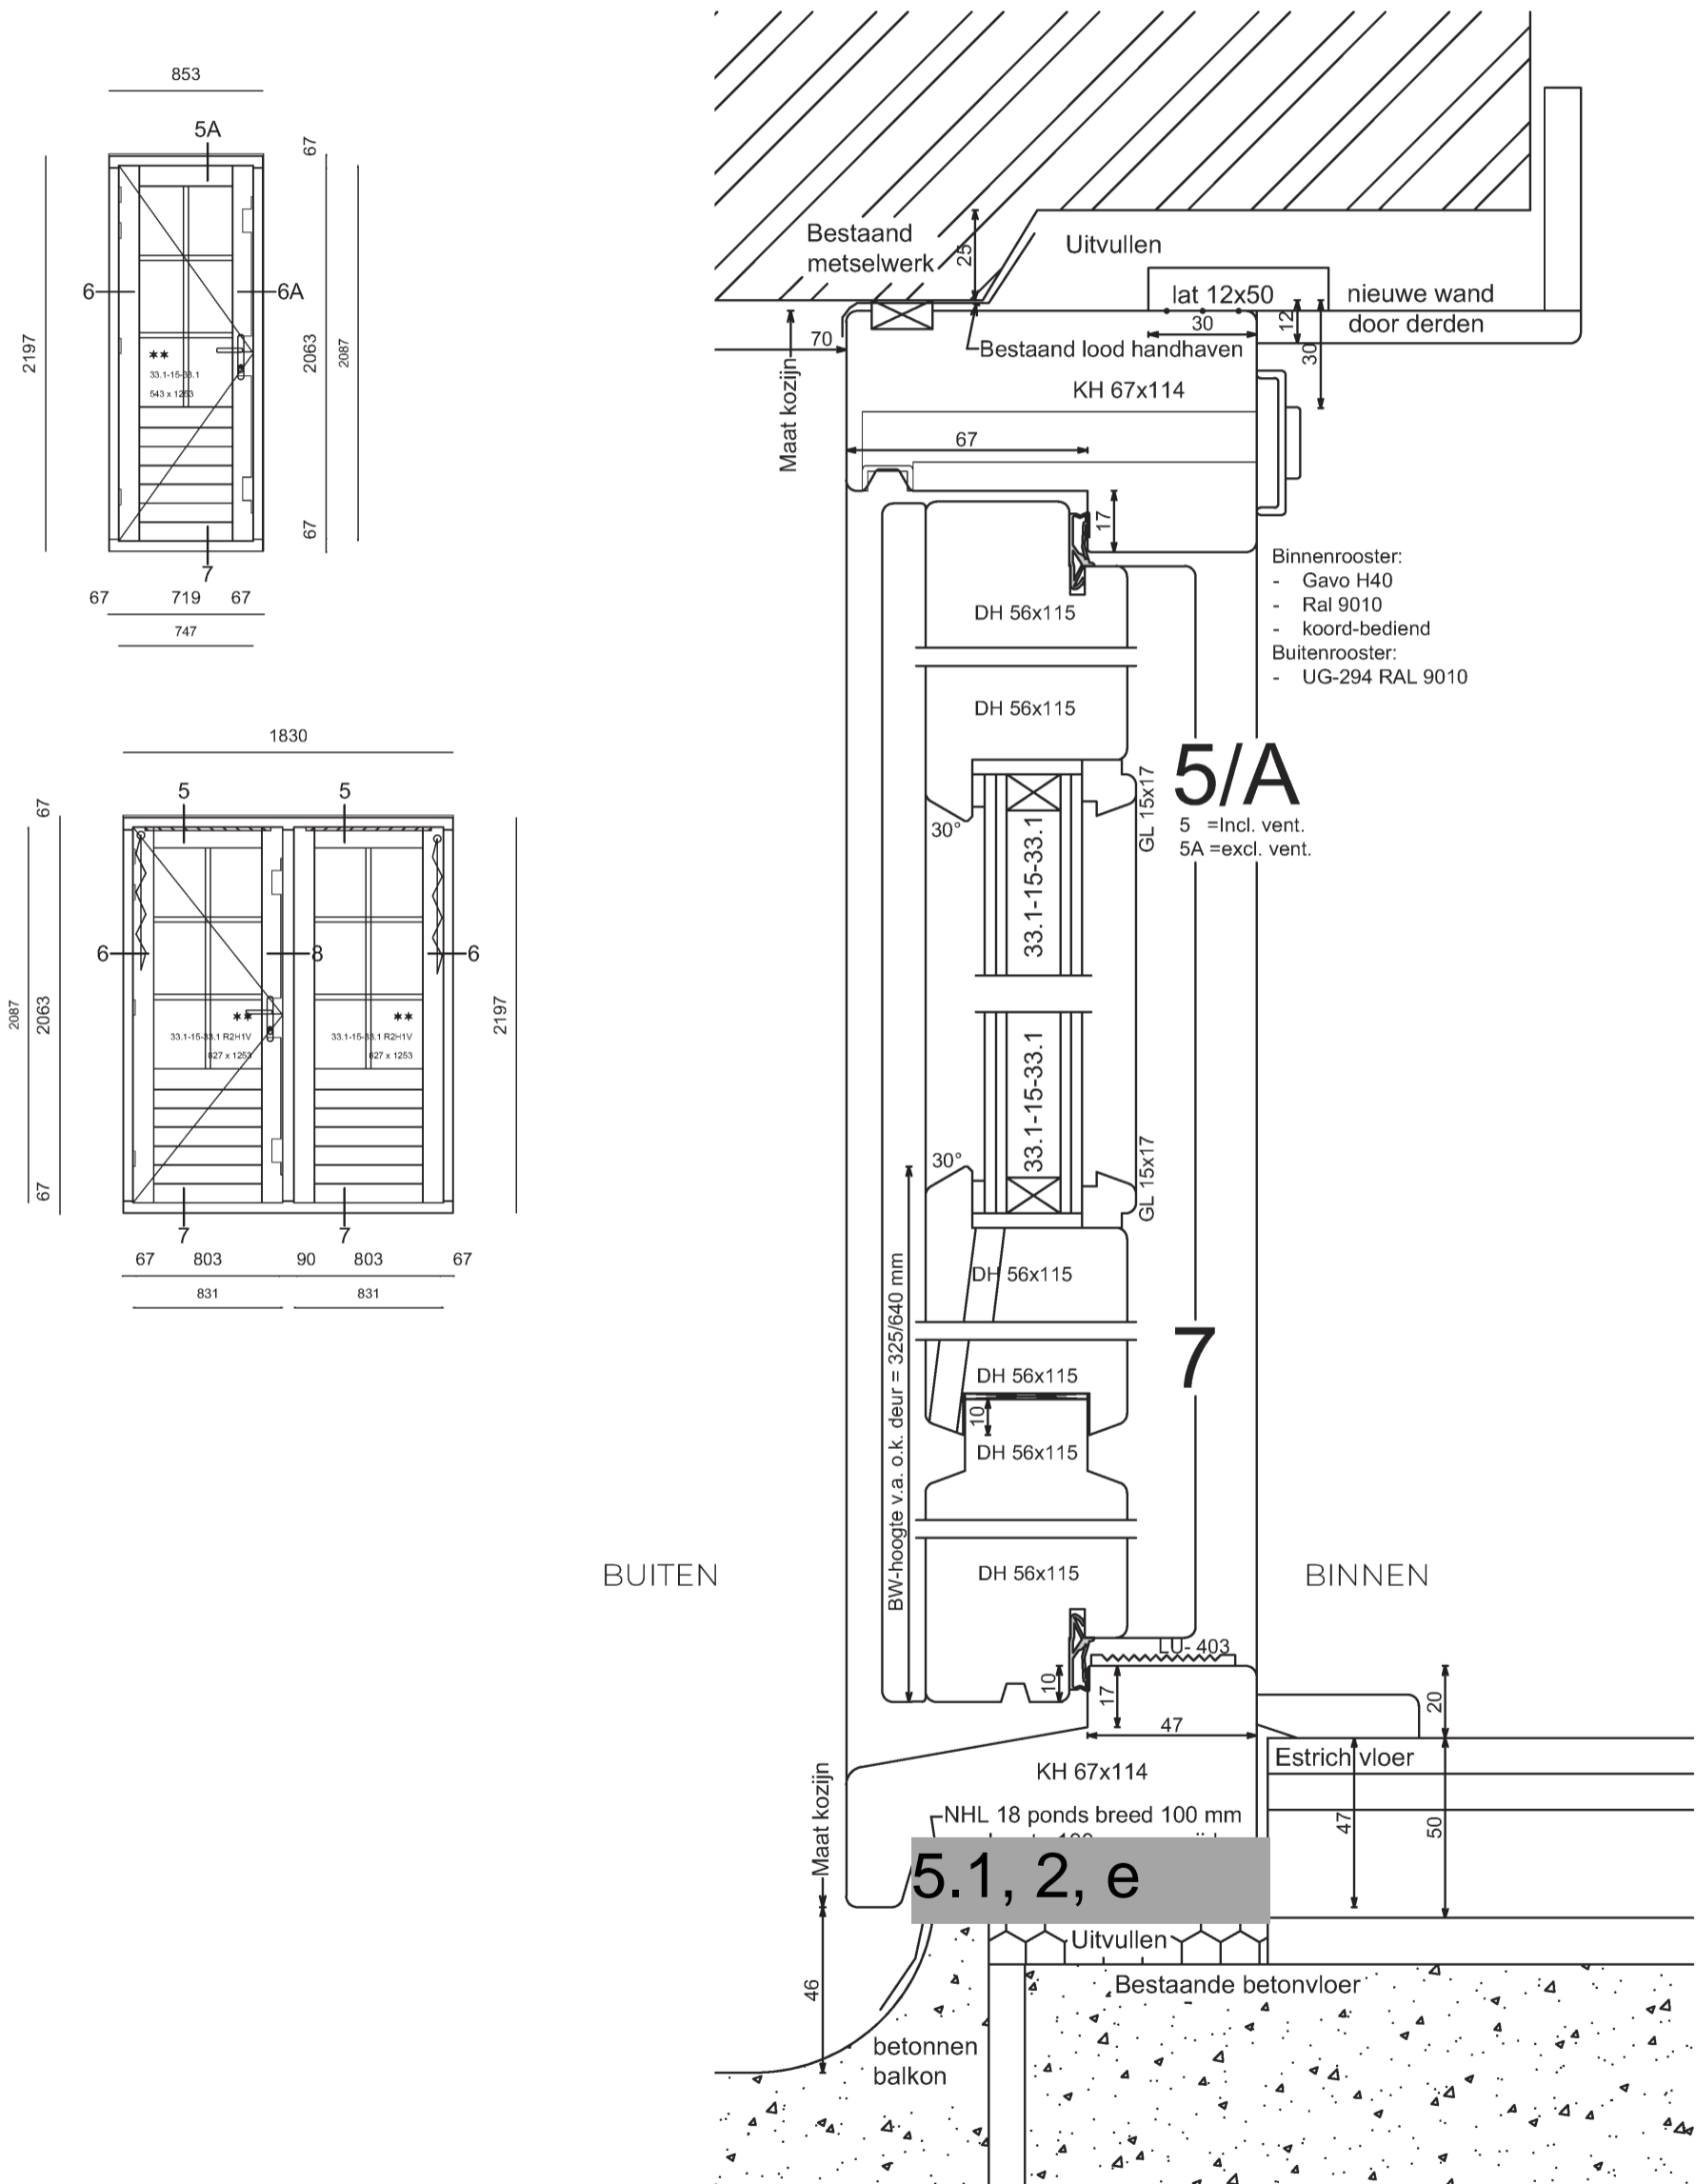 853
5A
67
6
6A
2197
2063
2087
**
33.1-15-33.1
543 x 1253
67
7
67 719 67
747
1830
67
5 5
6 8 6
2087
2063
2197
** **
33.1-15-33.1 R2H1V 33.1-15-33.1 R2H1V
827 x 1253 827 x 1253
67
7 7
67 803 90 803 67
831 831
Bestaand
metselwerk
25
Uitvullen
lat 12x50
nieuwe wand
door derden
30
12
30
70
Bestaand lood handhaven
Maat kozijn
KH 67x114
67
17
Binnenrooster:
- Gavo H40
- Ral 9010
- koord-bediend
Buitenrooster:
- UG-294 RAL 9010
DH 56x115
DH 56x115
5/A
5 =Incl. vent.
5A =excl. vent.
GL 15x17
30°
33.1-15-33.1
33.1-15-33.1
30°
GL 15x17
BW-hoogte v.a. o.k. deur = 325/640 mm
DH 56x115
7
DH 56x115
10
DH 56x115
DH 56x115
BUITEN
BINNEN
LU- 403
10
17
47
20
Estrich vloer
KH 67x114
Maat kozijn
NHL 18 ponds breed 100 mm
47
50
5.1, 2, e
Uitvullen
Bestaande betonvloer
46
betonnen
balkon